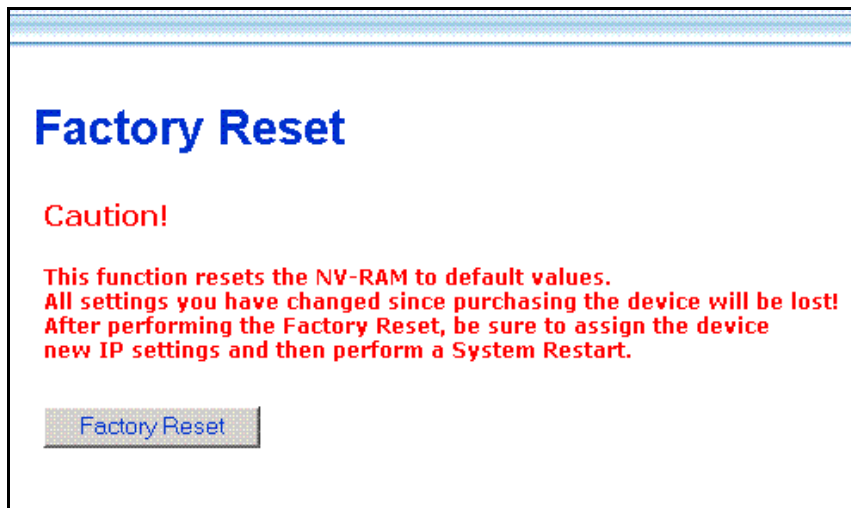 Factory Reset
Caution!
This function resets the NV-RAM to default values.
All settings you have changed since purchasing the device will be lost!
After performing the Factory Reset, be sure to assign the device
new IP settings and then perform a System Restart.
Factory Reset